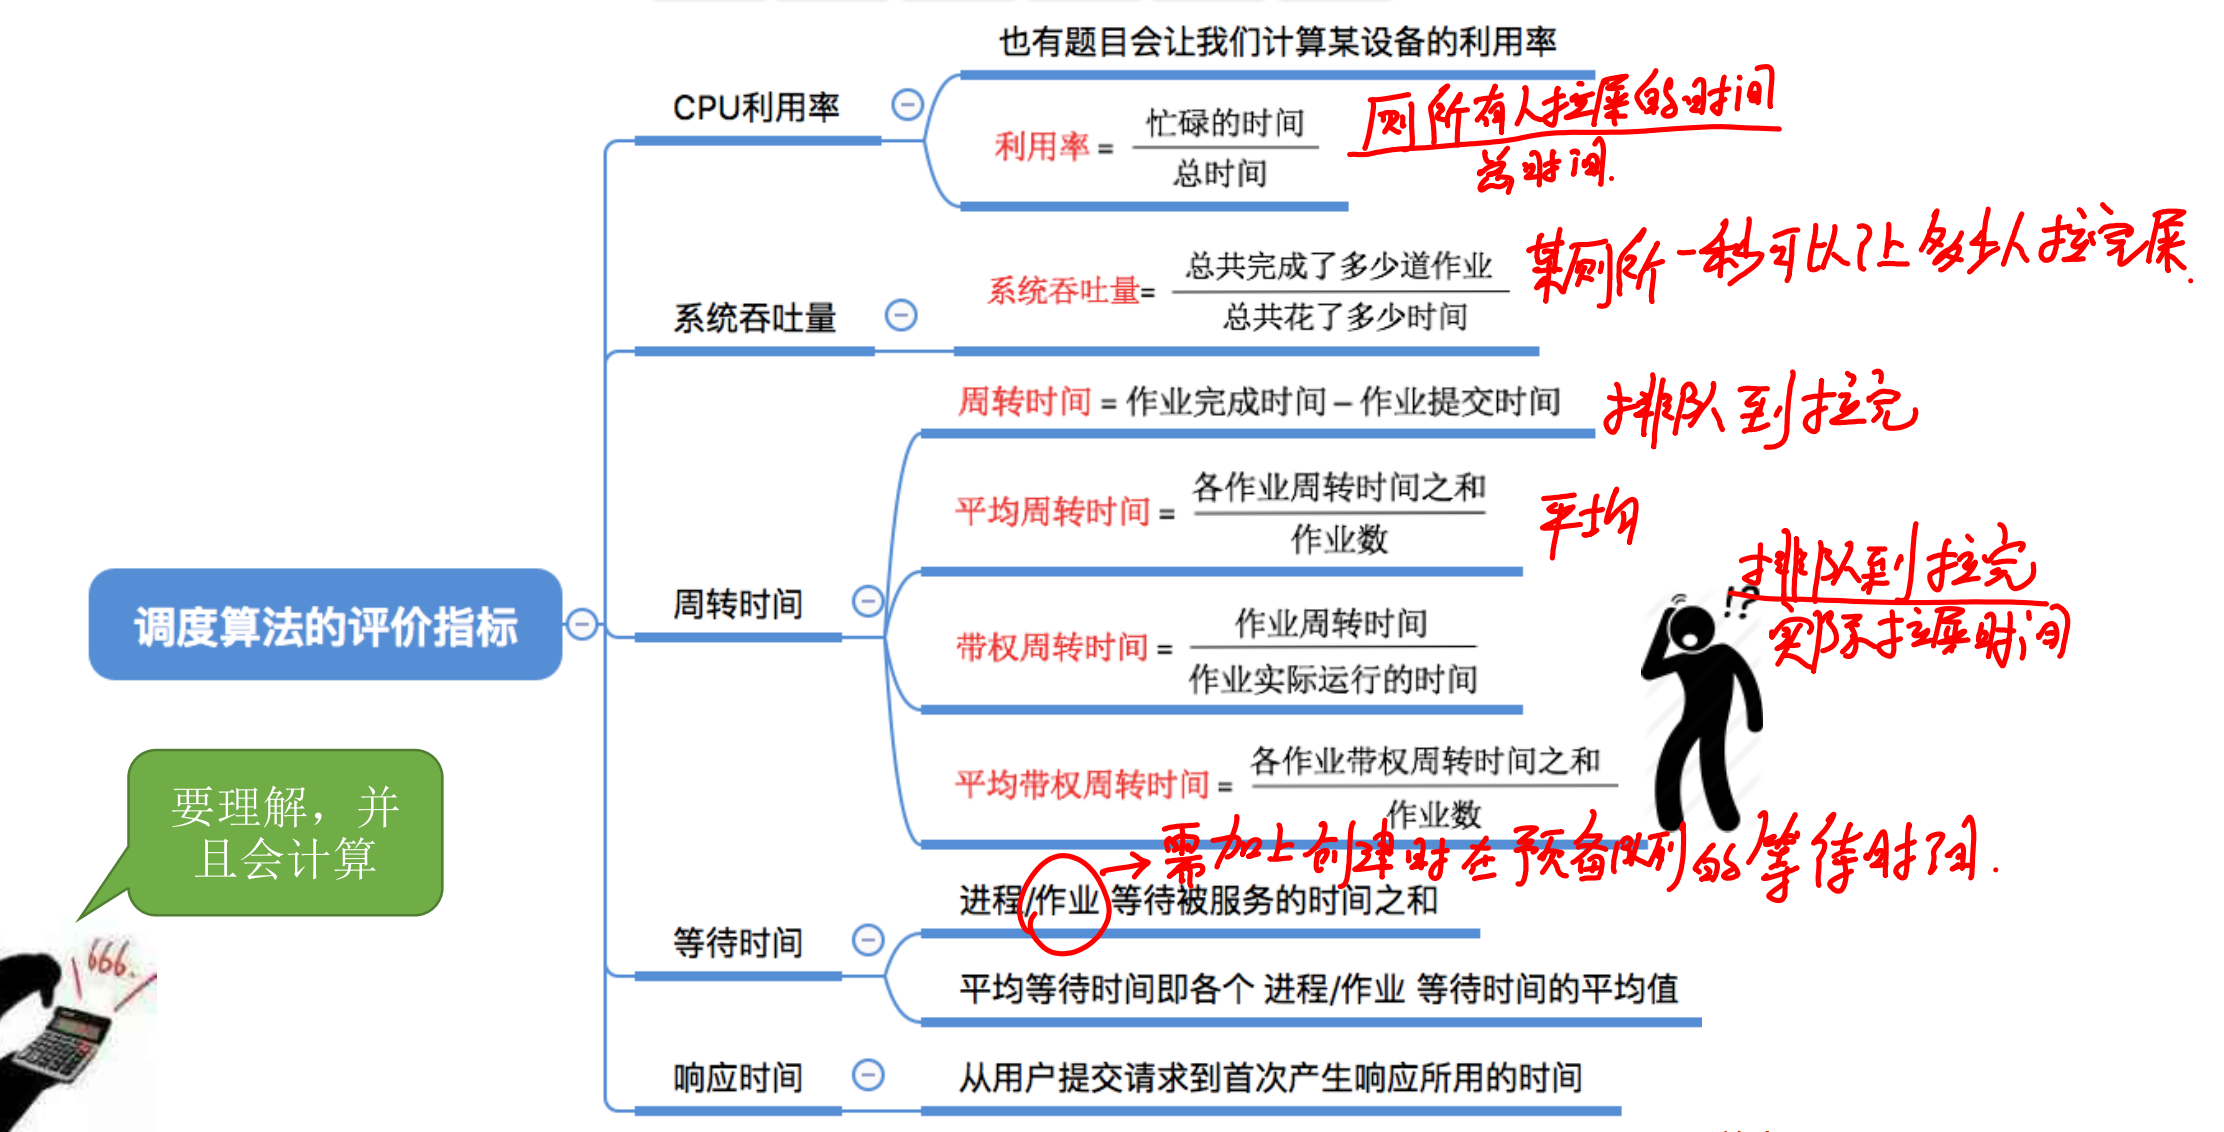 也有题目会让我们计算某设备的利用率
CPU利用率
利用率=
忙碌的时间
总时间
厕所有人拉屎的时间
总时间.
系统吞吐量
系统吞吐量=
总共完成了多少道作业
总共花了多少时间
某厕所一秒可以让多少人拉完屎.
周转时间
周转时间=作业完成时间–作业提交时间
排队到拉完
平均周转时间=
各作业周转时间之和
作业数
平均
带权周转时间=
作业周转时间
作业实际运行的时间
排队到拉完
实际拉屎时间
!?
平均带权周转时间=
各作业带权周转时间之和
作业数
调度算法的评价指标
要理解，并
且会计算
666.
→需加上创建时在预备队列的等待时间.
等待时间
进程/作业 等待被服务的时间之和
平均等待时间即各个 进程/作业 等待时间的平均值
响应时间
从用户提交请求到首次产生响应所用的时间